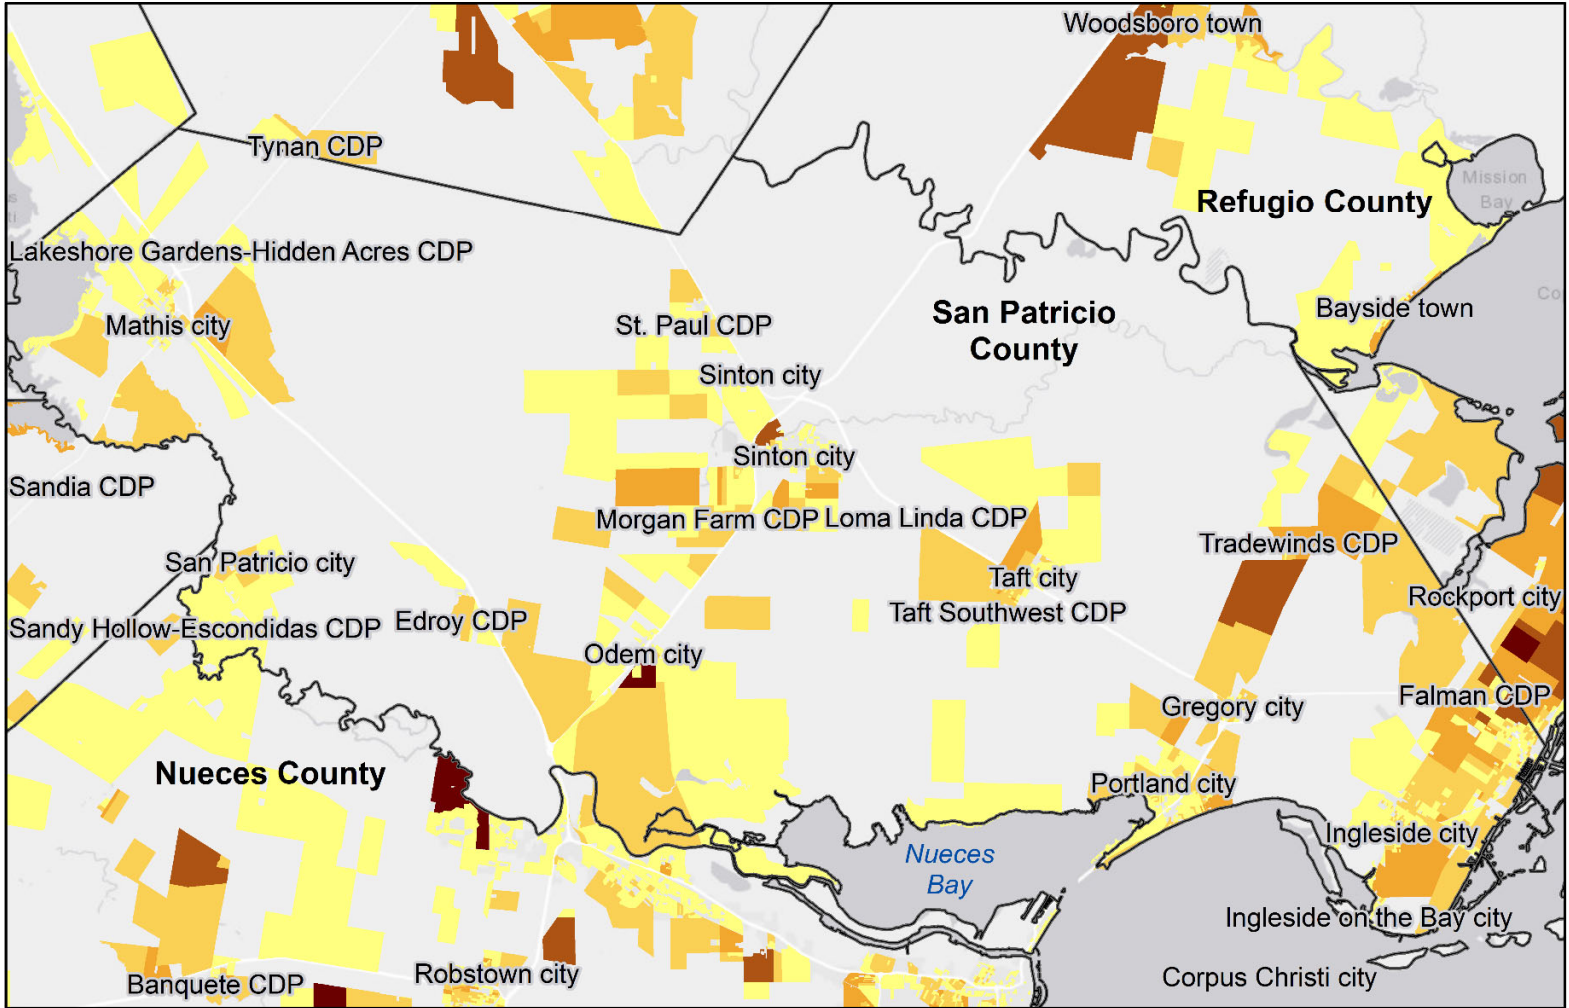 Woodsboro town
Tynan CDP
Mission
Bay
Refugio County
Lakeshore Gardens-Hidden Acres CDP
Bayside town
San Patricio
County
Mathis city
St. Paul CDP
Sinton city
Sinton city
Sandia CDP
Morgan Farm CDP
Loma Linda CDP
Tradewinds CDP
San Patricio city
Taft city
Rockport city
Taft Southwest CDP
Sandy Hollow-Escondidas CDP
Edroy CDP
Odem city
Falman CDP
Gregory city
Nueces County
Portland city
Ingleside city
Nueces
Bay
Ingleside on the Bay city
Robstown city
Corpus Christi city
Banquete CDP